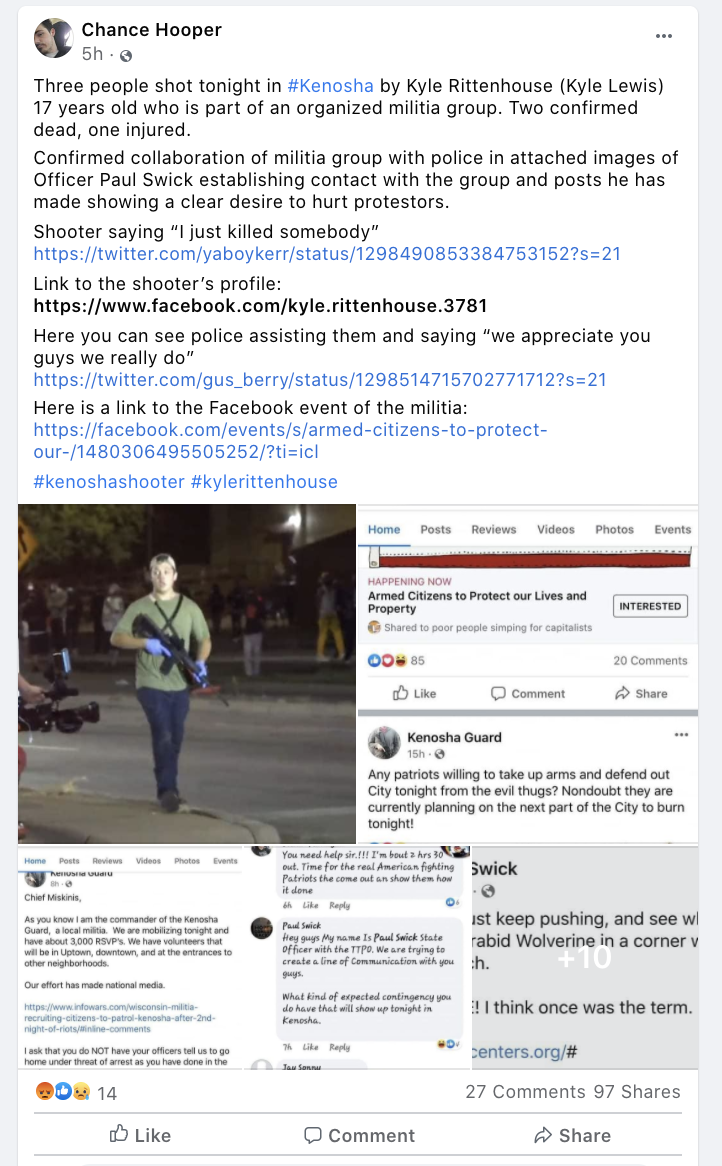 Chance Hooper
5h ·
Three people shot tonight in #Kenosha by Kyle Rittenhouse (Kyle Lewis)
17 years old who is part of an organized militia group. Two confirmed
dead, one injured.
Confirmed collaboration of militia group with police in attached images of
Officer Paul Swick establishing contact with the group and posts he has
made showing a clear desire to hurt protestors.
Shooter saying “I just killed somebody”
https://twitter.com/yaboykerr/status/1298490853384753152?s=21
Link to the shooter’s profile:
https://www.facebook.com/kyle.rittenhouse.3781
Here you can see police assisting them and saying “we appreciate you
guys we really do”
https://twitter.com/gus_berry/status/1298514715702771712?s=21
Here is a link to the Facebook event of the militia:
https://facebook.com/events/s/armed-citizens-to-protect-
our-/1480306495505252/?ti=icl
#kenoshashooter #kylerittenhouse
Home Posts Reviews Videos Photos Events
HAPPENING NOW
Armed Citizens to Protect our Lives and
Property
INTERESTED
Shared to poor people simping for capitalists
85 20 Comments
Like Comment Share
Kenosha Guard
15h ·
Any patriots willing to take up arms and defend out
City tonight from the evil thugs? Nondoubt they are
currently planning on the next part of the City to burn
tonight!
Home Posts Reviews Videos Photos Events
Kenosha Guard
8h ·
Chief Miskinis,
As you know I am the commander of the Kenosha
Guard, a local militia. We are mobilizing tonight and
have about 3,000 RSVP's. We have volunteers that
will be in Uptown, downtown, and at the entrances to
other neighborhoods.
Our effort has made national media.
https://www.infowars.com/wisconsin-militia-
recruiting-citizens-to-patrol-kenosha-after-2nd-
night-of-riots/#inline-comments
I ask that you do NOT have your officers tell us to go
home under threat of arrest as you have done in the
You need help sir.!!! I'm bout 2 hrs 30
out. Time for the real American fighting
Patriots the come out an show them how
it done
6h Like Reply
Paul Swick
Hey guys My name Is Paul Swick State
Officer with the TTPD. We are trying to
create a line of Communication with you
guys.
What kind of expected contingency you
do have that will show up tonight in
Kenosha.
7h Like Reply
Jay Sonny
Swick
ust keep pushing, and see wh
rabid Wolverine in a corner w
ch.
E! I think once was the term.
centers.org/#
+10
14 27 Comments 97 Shares
Like Comment Share